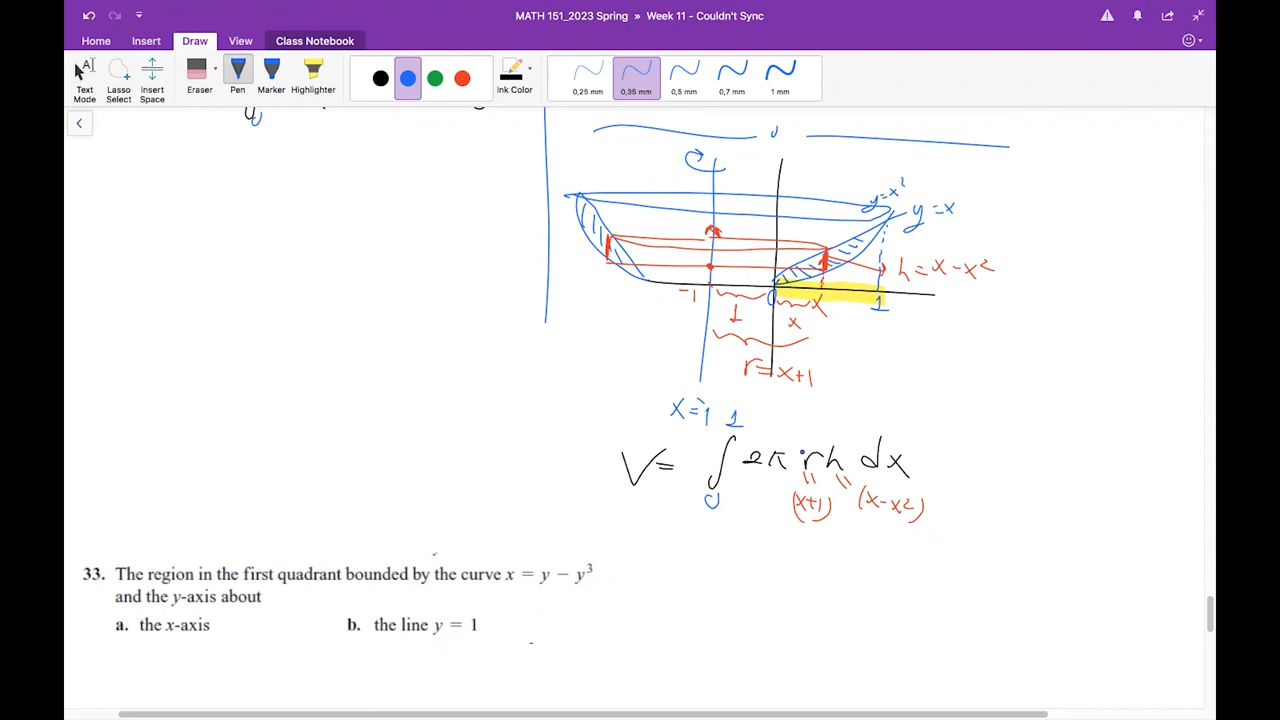 MATH 151_2023 Spring » Week 11 - Couldn't Sync
Home Insert Draw View Class Notebook
Text Mode Lasso Select Insert Space Eraser Pen Marker Highlighter Ink Color 0,25 mm 0,35 mm 0,5 mm 0,7 mm 1 mm
y=x²
y=x
h=x-x²
-1 0 x 1
1 x
r=x+1
x=-1
V= ∫ 2π r h dx
1
0
(x+1) (x-x²)
33. The region in the first quadrant bounded by the curve x = y − y³
and the y-axis about
a. the x-axis b. the line y = 1